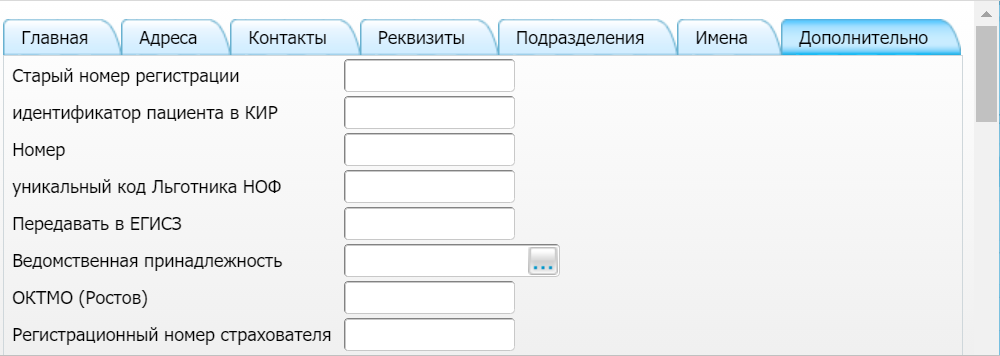 Главная Адреса Контакты Реквизиты Подразделения Имена Дополнительно
Старый номер регистрации
идентификатор пациента в КИР
Номер
уникальный код Льготника НОФ
Передавать в ЕГИСЗ
Ведомственная принадлежность ...
ОКТМО (Ростов)
Регистрационный номер страхователя